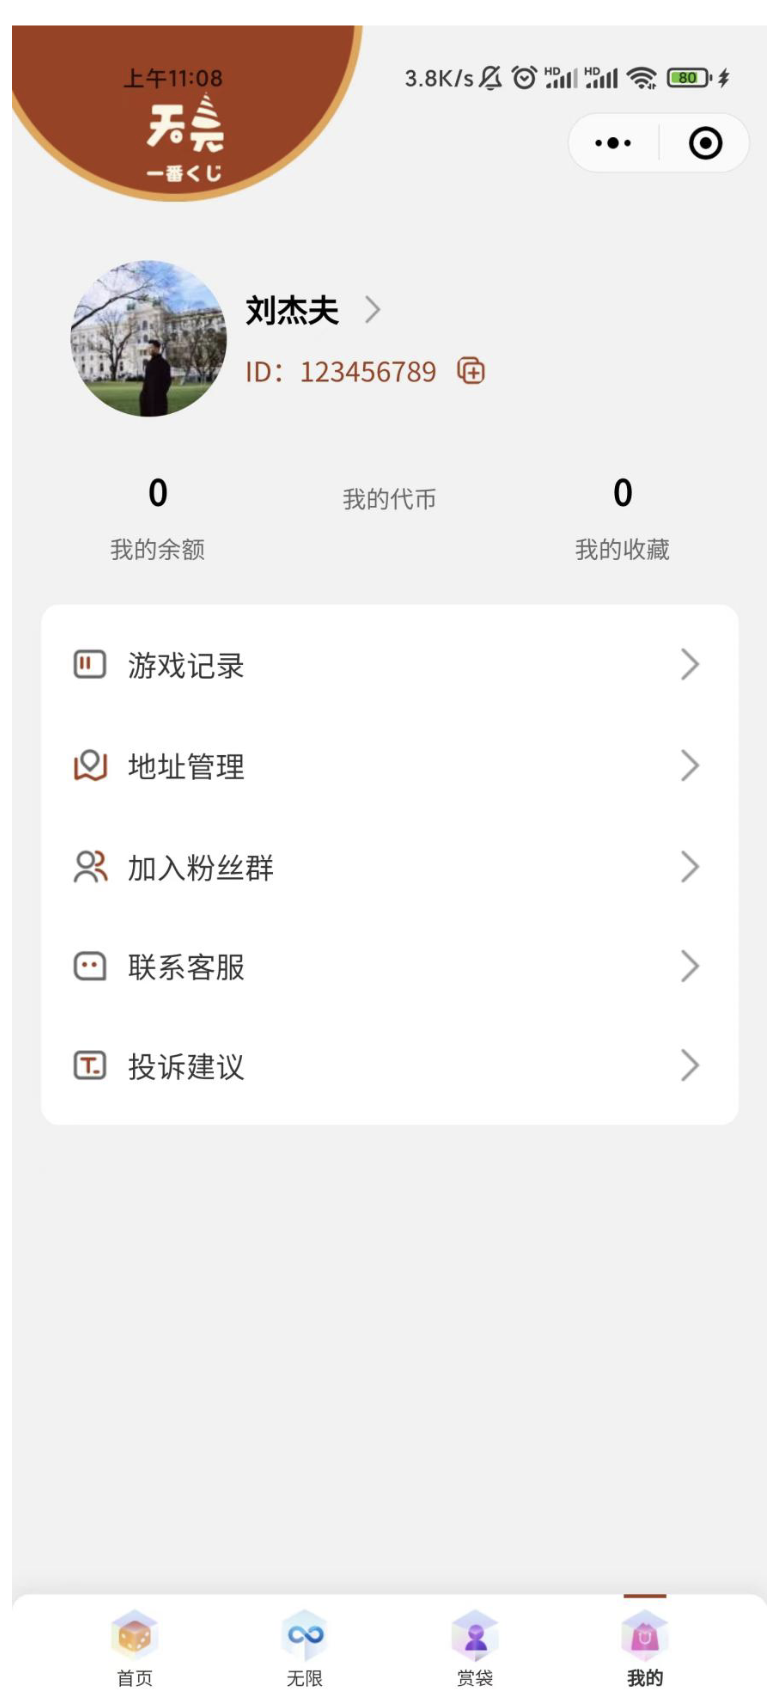 上午11:08
3.8K/s HD HD 80
一番くじ
刘杰夫
ID: 123456789
0
我的余额
我的代币
0
我的收藏
游戏记录
地址管理
加入粉丝群
联系客服
投诉建议
首页
无限
赏袋
我的